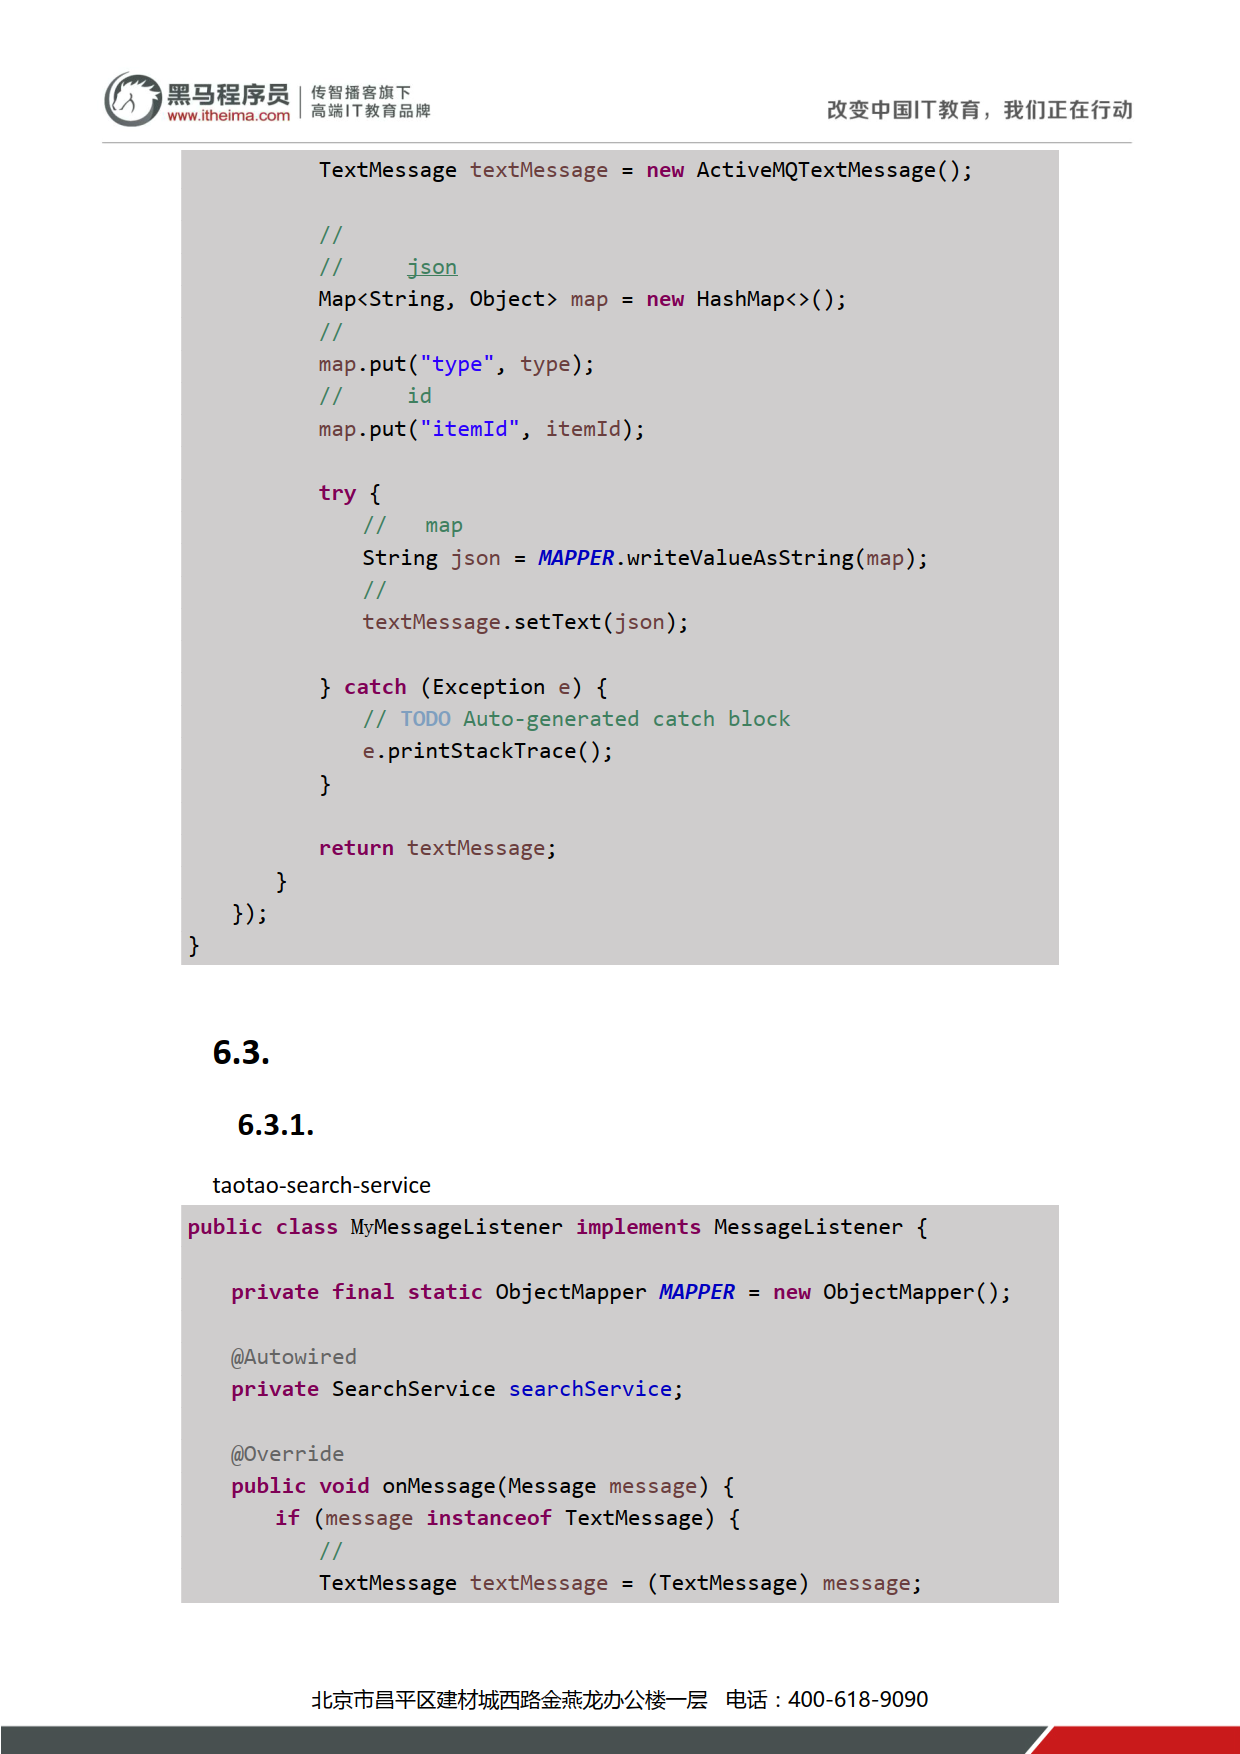 黑马程序员
www.itheima.com
传智播客旗下
高端IT教育品牌
改变中国IT教育，我们正在行动
TextMessage textMessage = new ActiveMQTextMessage();
//
// json
Map<String, Object> map = new HashMap<>();
//
map.put("type", type);
// id
map.put("itemId", itemId);
try {
// map
String json = MAPPER.writeValueAsString(map);
//
textMessage.setText(json);
} catch (Exception e) {
// TODO Auto-generated catch block
e.printStackTrace();
}
return textMessage;
}
});
}
6.3.
6.3.1.
taotao-search-service
public class MyMessageListener implements MessageListener {
private final static ObjectMapper MAPPER = new ObjectMapper();
@Autowired
private SearchService searchService;
@Override
public void onMessage(Message message) {
if (message instanceof TextMessage) {
//
TextMessage textMessage = (TextMessage) message;
北京市昌平区建材城西路金燕龙办公楼一层 电话：400-618-9090